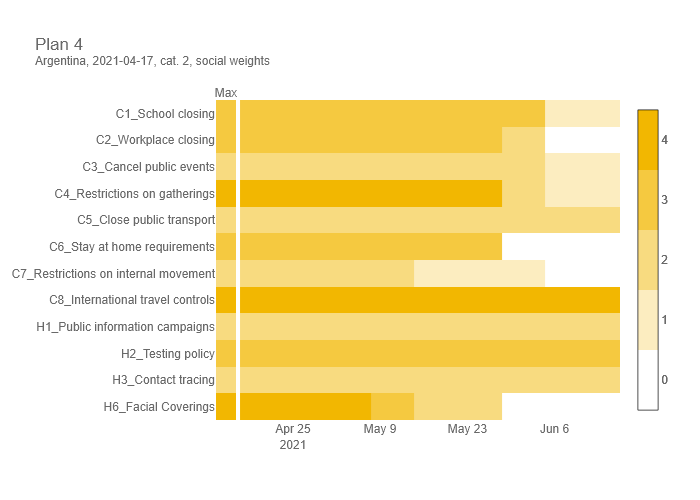 Plan 4
Argentina, 2021-04-17, cat. 2, social weights
Max
C1_School closing
C2_Workplace closing
C3_Cancel public events
C4_Restrictions on gatherings
C5_Close public transport
C6_Stay at home requirements
C7_Restrictions on internal movement
C8_International travel controls
H1_Public information campaigns
H2_Testing policy
H3_Contact tracing
H6_Facial Coverings
Apr 25
2021
May 9
May 23
Jun 6
4
3
2
1
0